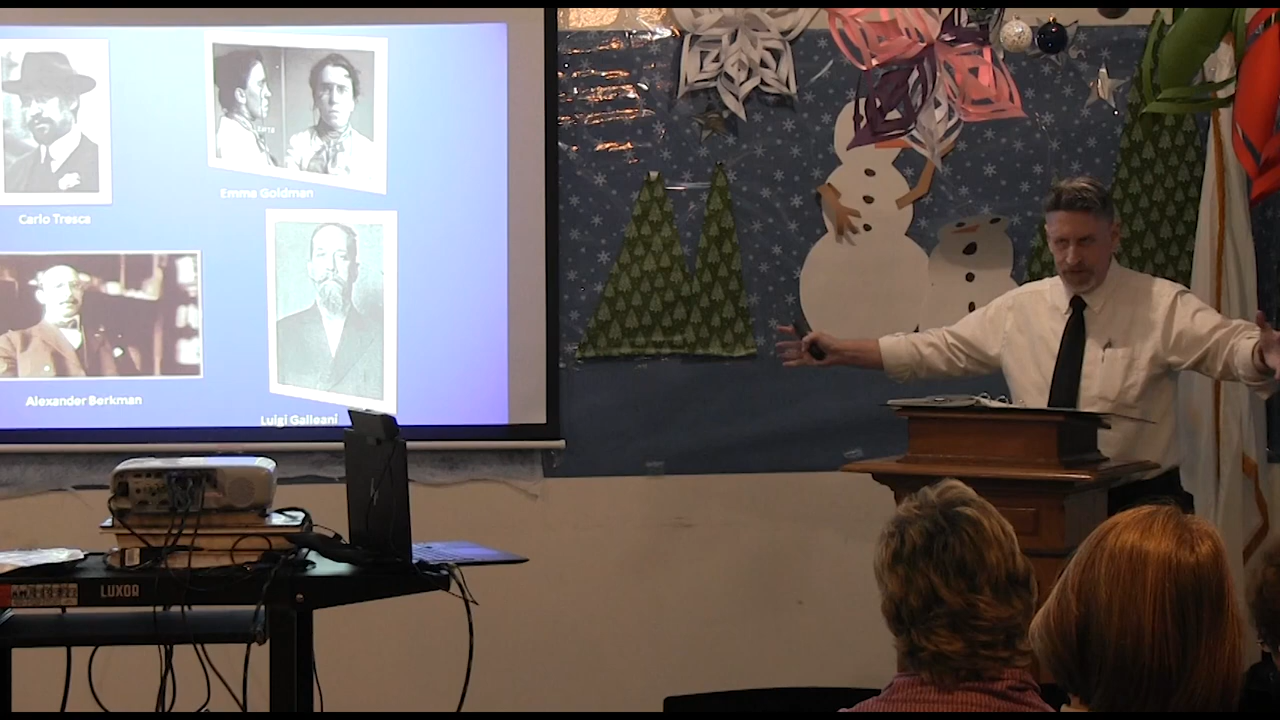 Emma Goldman
Carlo Tresca
Alexander Berkman
Luigi Galleani
LUXOR